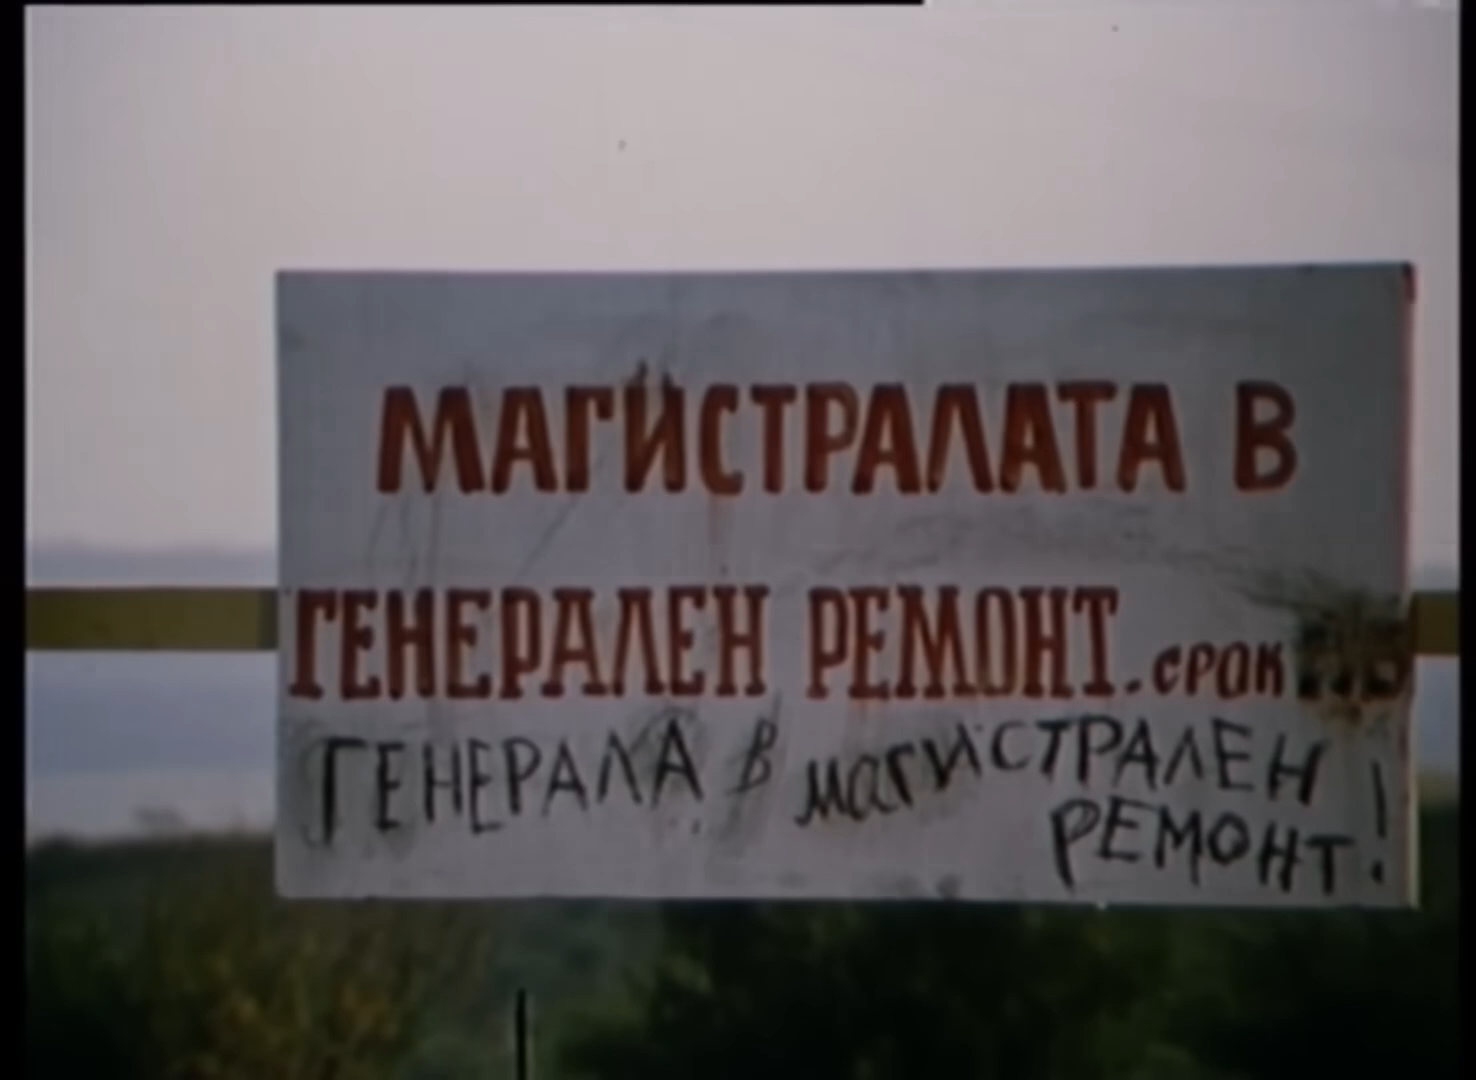 МАГИСТРАЛАТА В
ГЕНЕРАЛЕН РЕМОНТ. СРОК
ГЕНЕРАЛА В МАГИСТРАЛЕН
РЕМОНТ!